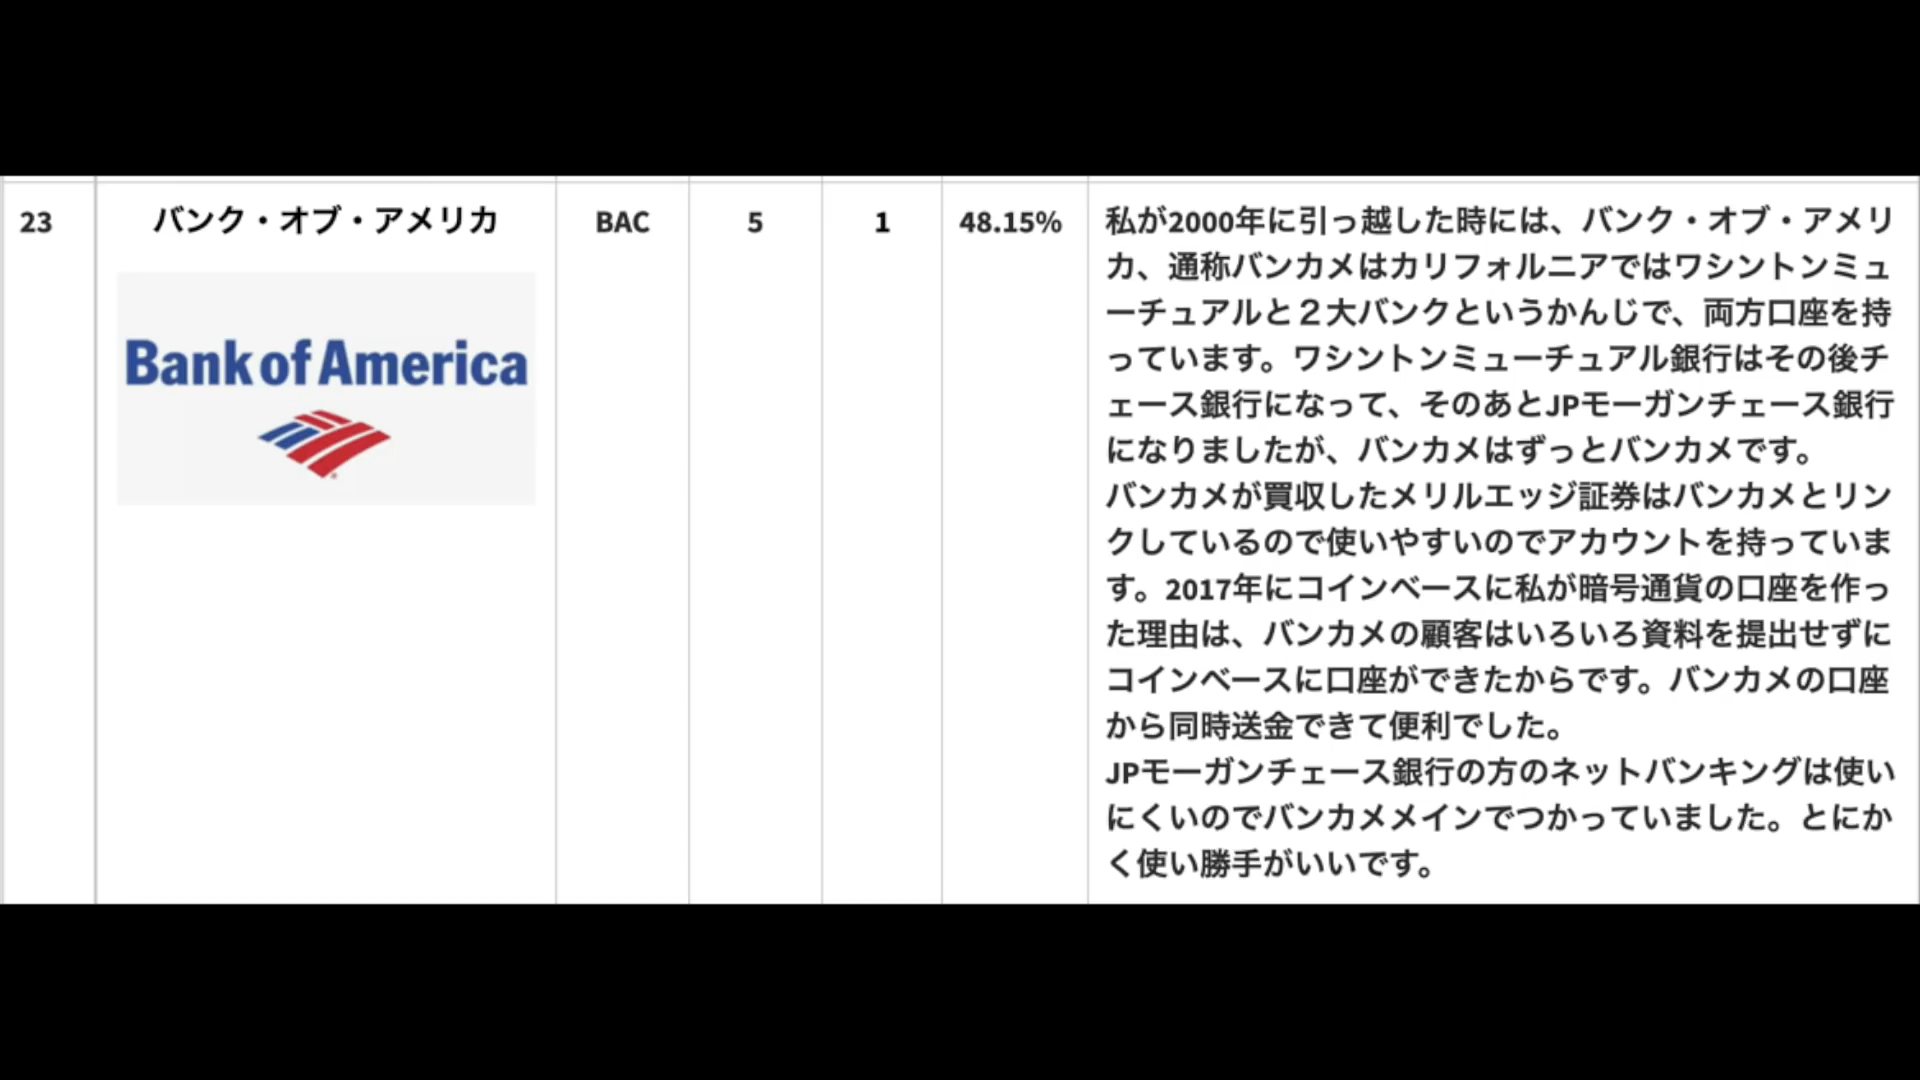 23
バンク・オブ・アメリカ
BAC
5
1
48.15%
Bank of America
私が2000年に引っ越した時には、バンク・オブ・アメリ
カ、通称バンカメはカリフォルニアではワシントンミュ
ーチュアルと２大バンクというかんじで、両方口座を持
っています。ワシントンミューチュアル銀行はその後チ
ェース銀行になって、そのあとJPモーガンチェース銀行
になりましたが、バンカメはずっとバンカメです。
バンカメが買収したメリルエッジ証券はバンカメとリン
クしているので使いやすいのでアカウントを持っていま
す。2017年にコインベースに私が暗号通貨の口座を作っ
た理由は、バンカメの顧客はいろいろ資料を提出せずに
コインベースに口座ができたからです。バンカメの口座
から同時送金できて便利でした。
JPモーガンチェース銀行の方のネットバンキングは使い
にくいのでバンカメメインでつかっていました。とにか
く使い勝手がいいです。